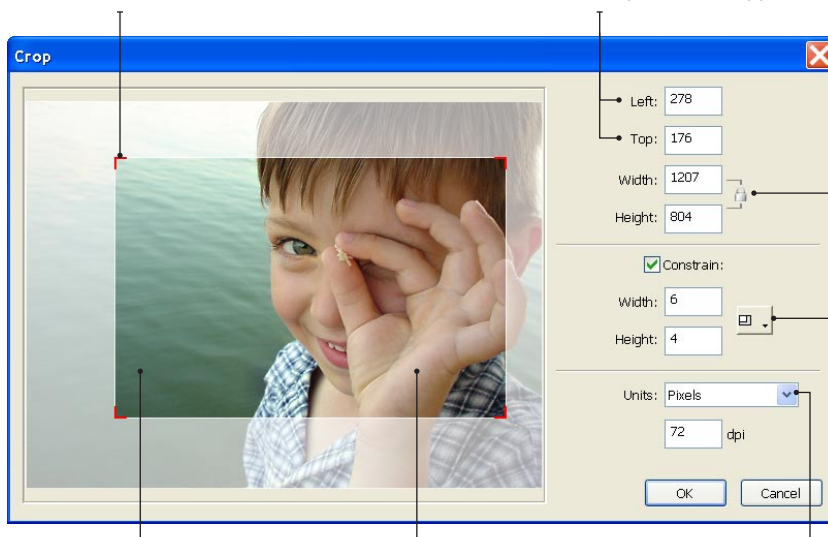 Crop
Left: 278
Top: 176
Width: 1207
Height: 804
Constrain:
Width: 6
Height: 4
Units: Pixels
72 dpi
OK Cancel